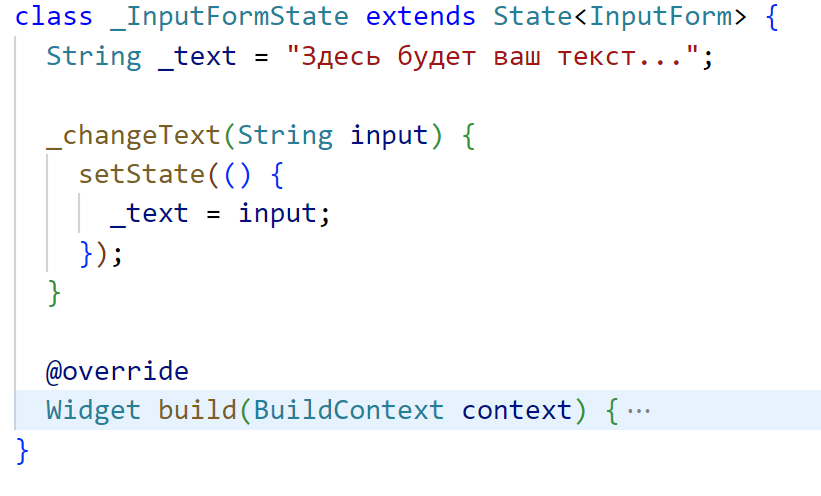 class _InputFormState extends State<InputForm> {
String _text = "Здесь будет ваш текст...";
_changeText(String input) {
setState(() {
_text = input;
});
}
@override
Widget build(BuildContext context) {···
}